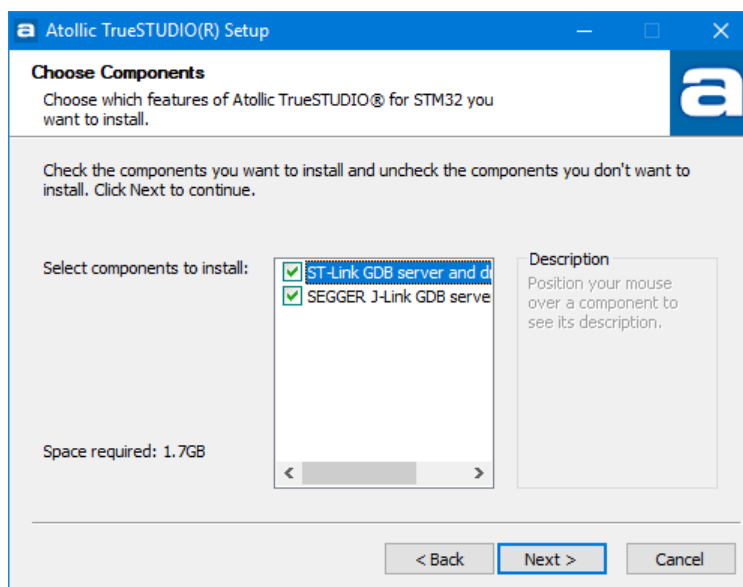 Atollic TrueSTUDIO(R) Setup
Choose Components
Choose which features of Atollic TrueSTUDIO® for STM32 you
want to install.
a
Check the components you want to install and uncheck the components you don't want to
install. Click Next to continue.
Select components to install:
ST-Link GDB server and d
SEGGER J-Link GDB serve
Description
Position your mouse
over a component to
see its description.
Space required: 1.7GB
< Back
Next >
Cancel